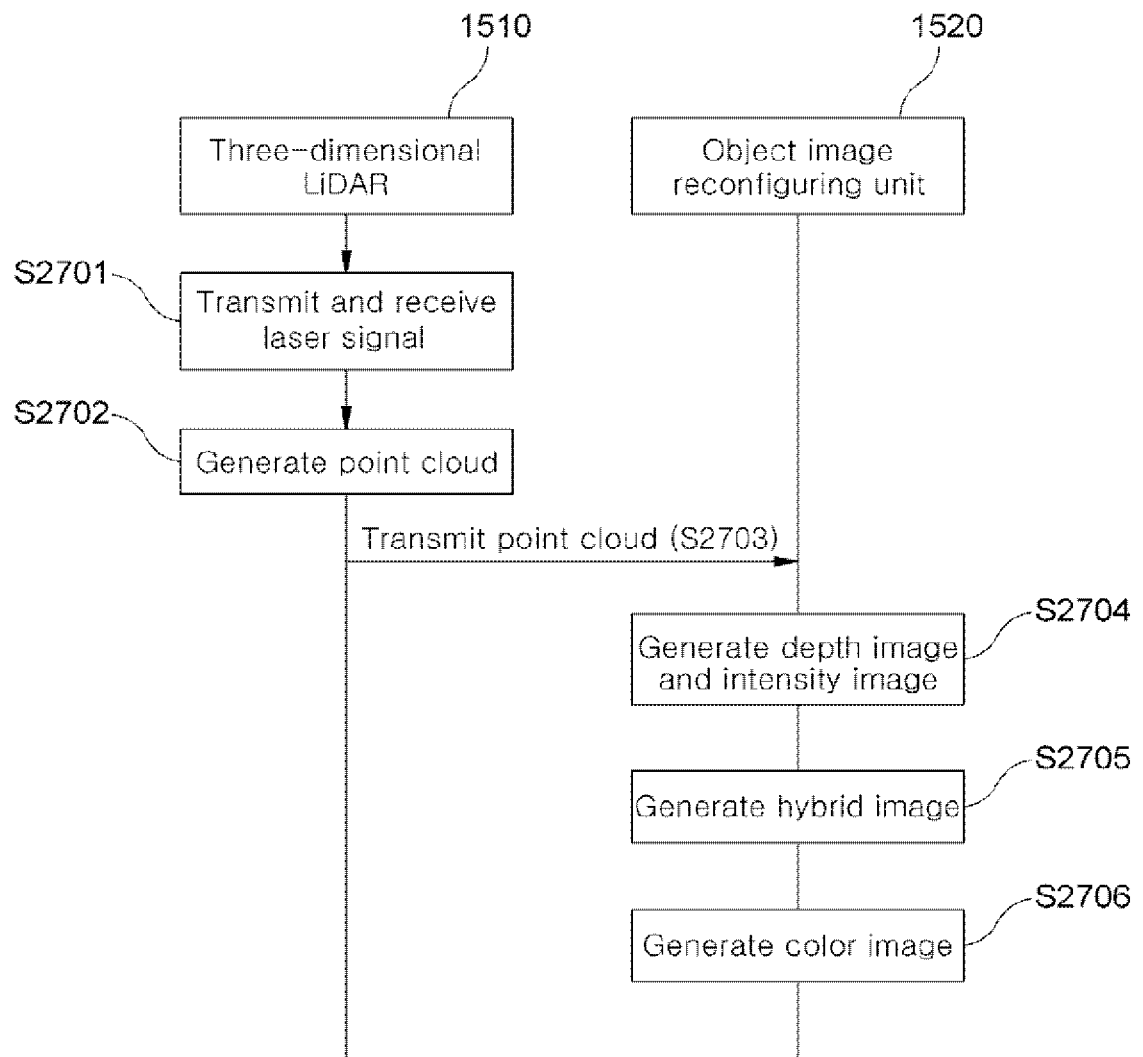 1510
1520
Three-dimensional
LiDAR
Object image
reconfiguring unit
S2701
Transmit and receive
laser signal
S2702
Generate point cloud
Transmit point cloud (S2703)
S2704
Generate depth image
and intensity image
S2705
Generate hybrid image
S2706
Generate color image